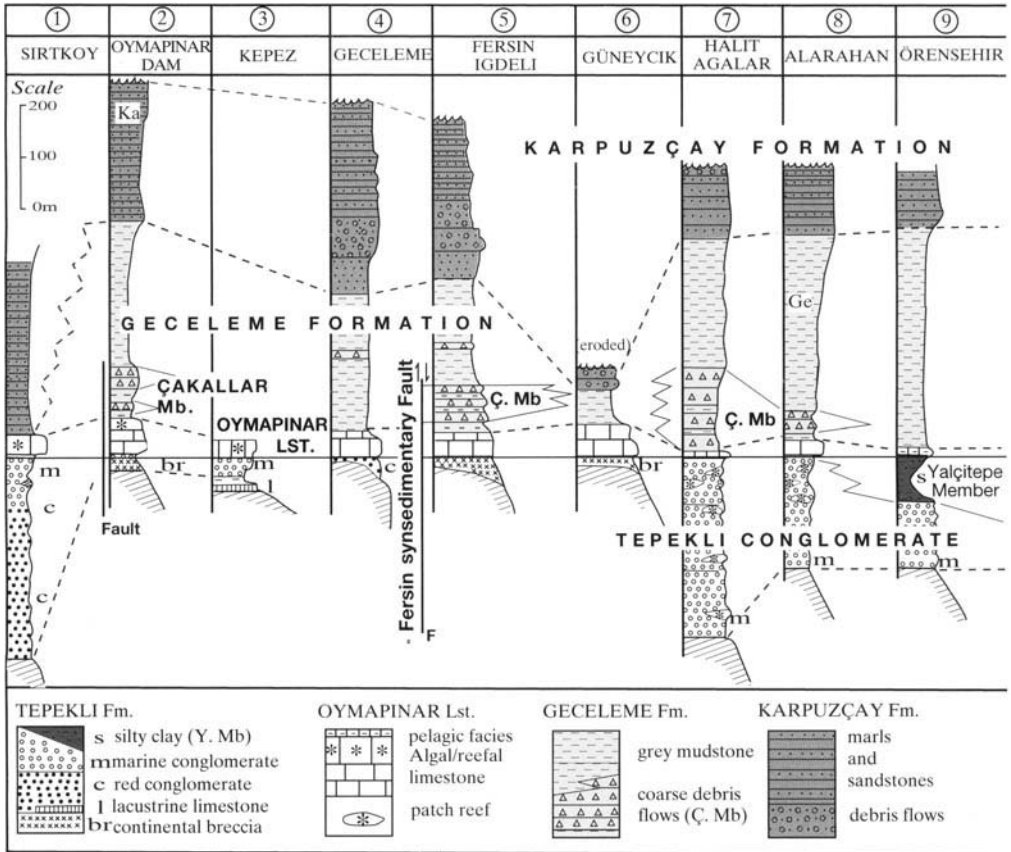 1 2 3 4 5 6 7 8 9
SIRTKOY OYMAPINAR DAM KEPEZ GECELEME FERSIN IGDELI GÜNEYCIK HALIT AGALAR ALARAHAN ÖRENSEHIR
Scale
200
100
0m
Ka
KARPUZÇAY FORMATION
Ge
GECELEME FORMATION
(eroded)
ÇAKALLAR
Mb.
Ç. Mb
Ç. Mb
OYMAPINAR
LST.
Fersin synsedimentary Fault
F
m
br
m
l
c
br
c
c
Fault
s
Yalçitepe
Member
TEPEKLI CONGLOMERATE
m
m
m
TEPEKLI Fm.
s silty clay (Y. Mb)
m marine conglomerate
c red conglomerate
l lacustrine limestone
br continental breccia
OYMAPINAR Lst.
pelagic facies
Algal/reefal
limestone
patch reef
GECELEME Fm.
grey mudstone
coarse debris
flows (Ç. Mb)
KARPUZÇAY Fm.
marls
and
sandstones
debris flows